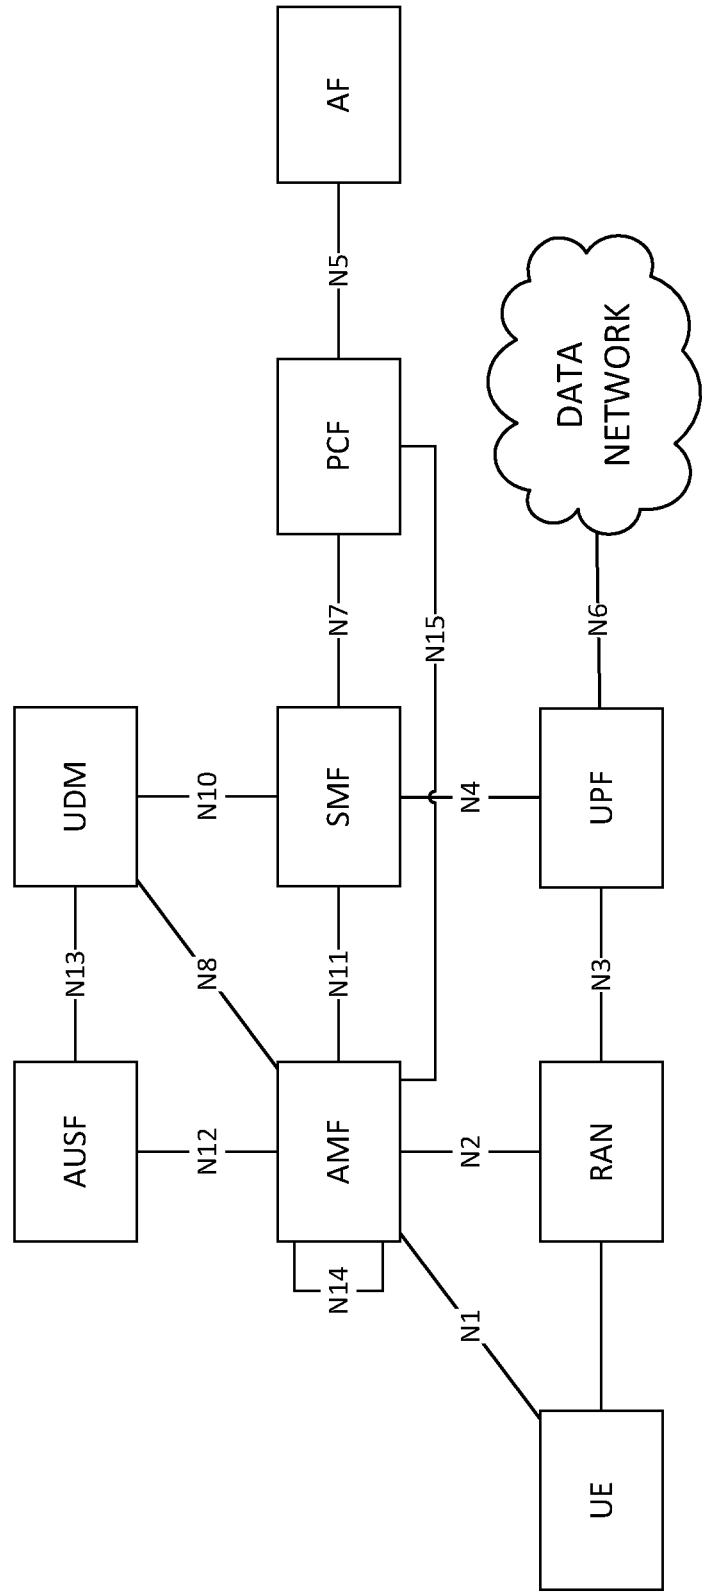 AUSF
N13
UDM
N12
N8
N10
N14
AMF
N11
SMF
N7
PCF
N5
AF
N1
N2
N4
N15
UE
RAN
N3
UPF
N6
DATA
NETWORK